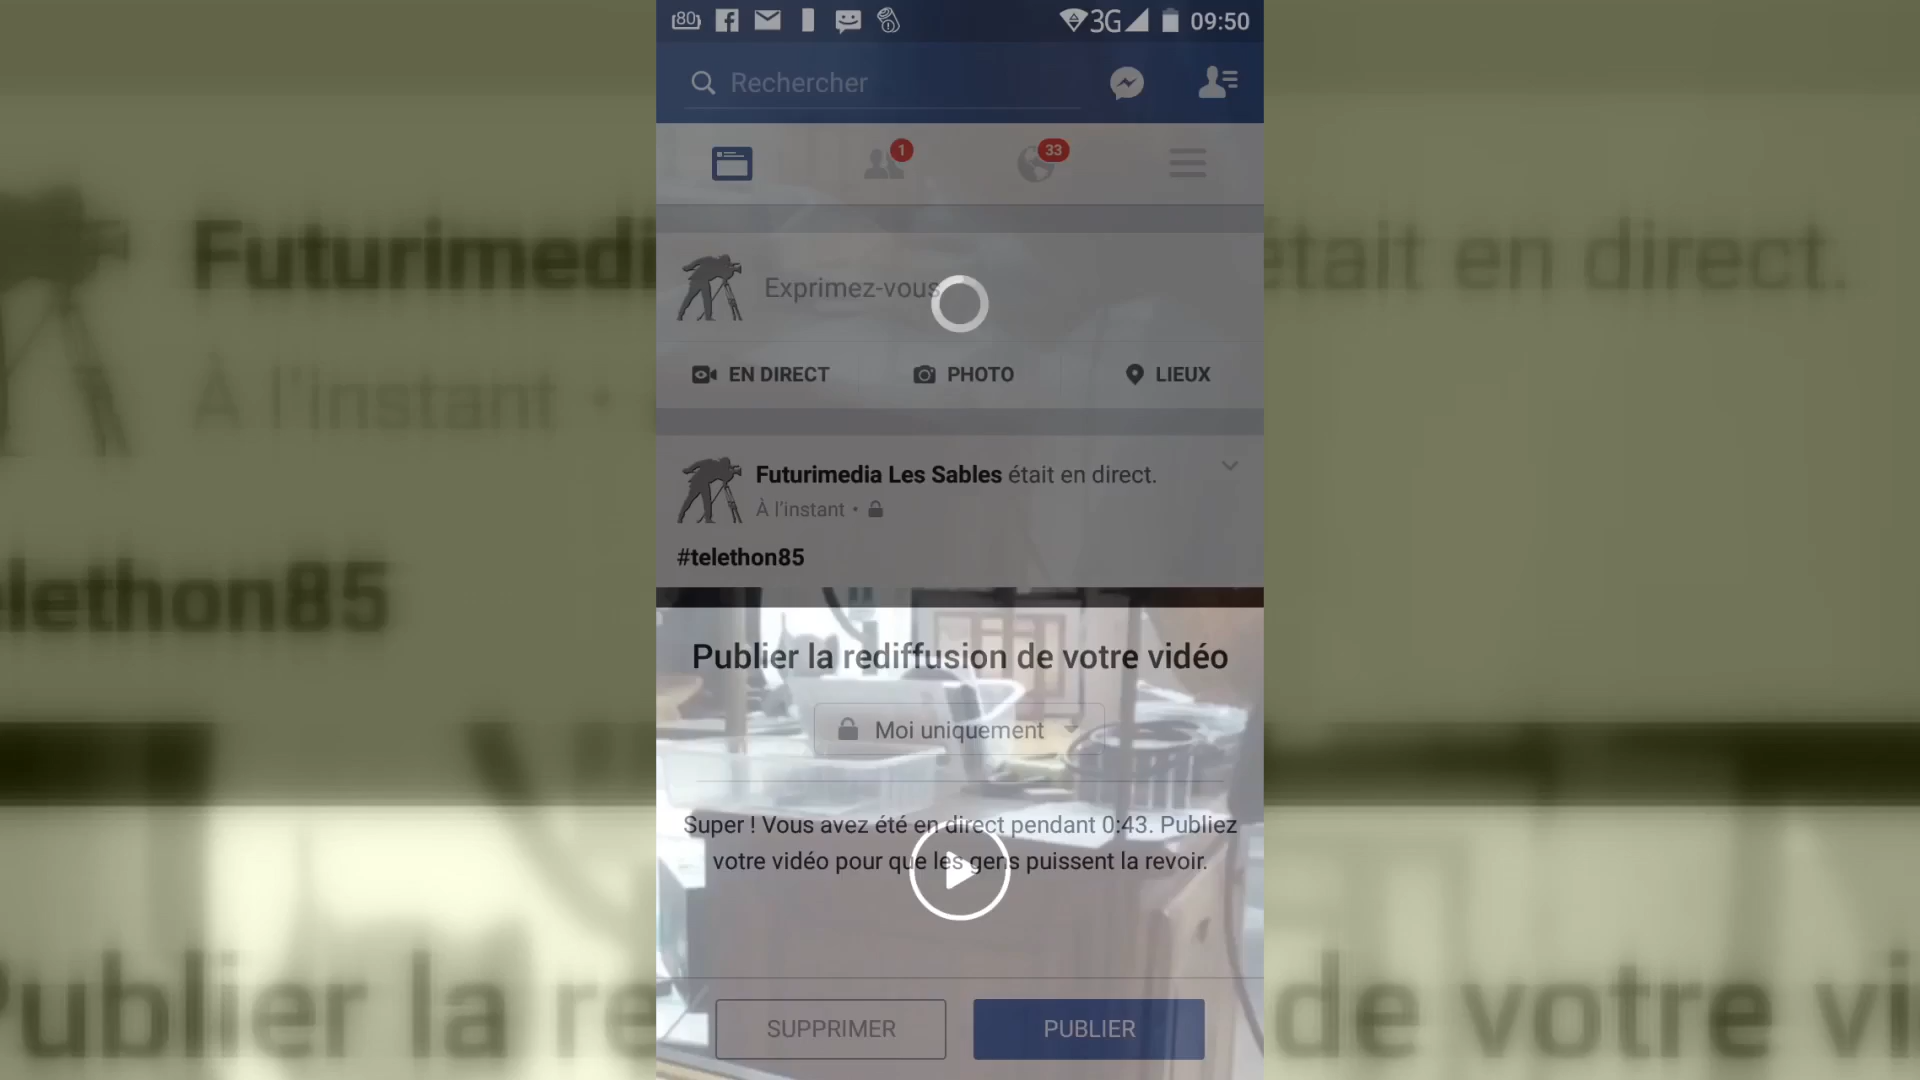 80 3G 09:50
Rechercher
1 33
Exprimez-vous
EN DIRECT PHOTO LIEUX
Futurimedia Les Sables était en direct.
À l'instant •
#telethon85
Publier la rediffusion de votre vidéo
Moi uniquement
Super ! Vous avez été en direct pendant 0:43. Publiez
votre vidéo pour que les gens puissent la revoir.
SUPPRIMER PUBLIER
Futurimedia
était en direct.
À l'instant •
elethon85
Publier la re
de votre vi